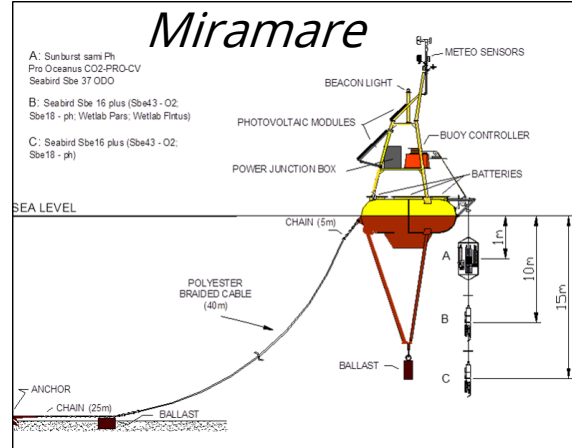 Miramare
A: Sunburst sami Ph
Pro Oceanus CO2-PRO-CV
Seabird Sbe 37 ODO
B: Seabird Sbe 16 plus (Sbe43 - O2;
Sbe18 - ph; Wetlab Pars; Wetlab Flntus)
C: Seabird Sbe16 plus (Sbe43 - O2;
Sbe18 - ph)
METEO SENSORS
BEACON LIGHT
PHOTOVOLTAIC MODULES
BUOY CONTROLLER
POWER JUNCTION BOX
BATTERIES
SEA LEVEL
CHAIN (5m)
1m
10m
15m
A
POLYESTER
BRAIDED CABLE
(40m)
B
BALLAST
C
ANCHOR
CHAIN (25m)
BALLAST